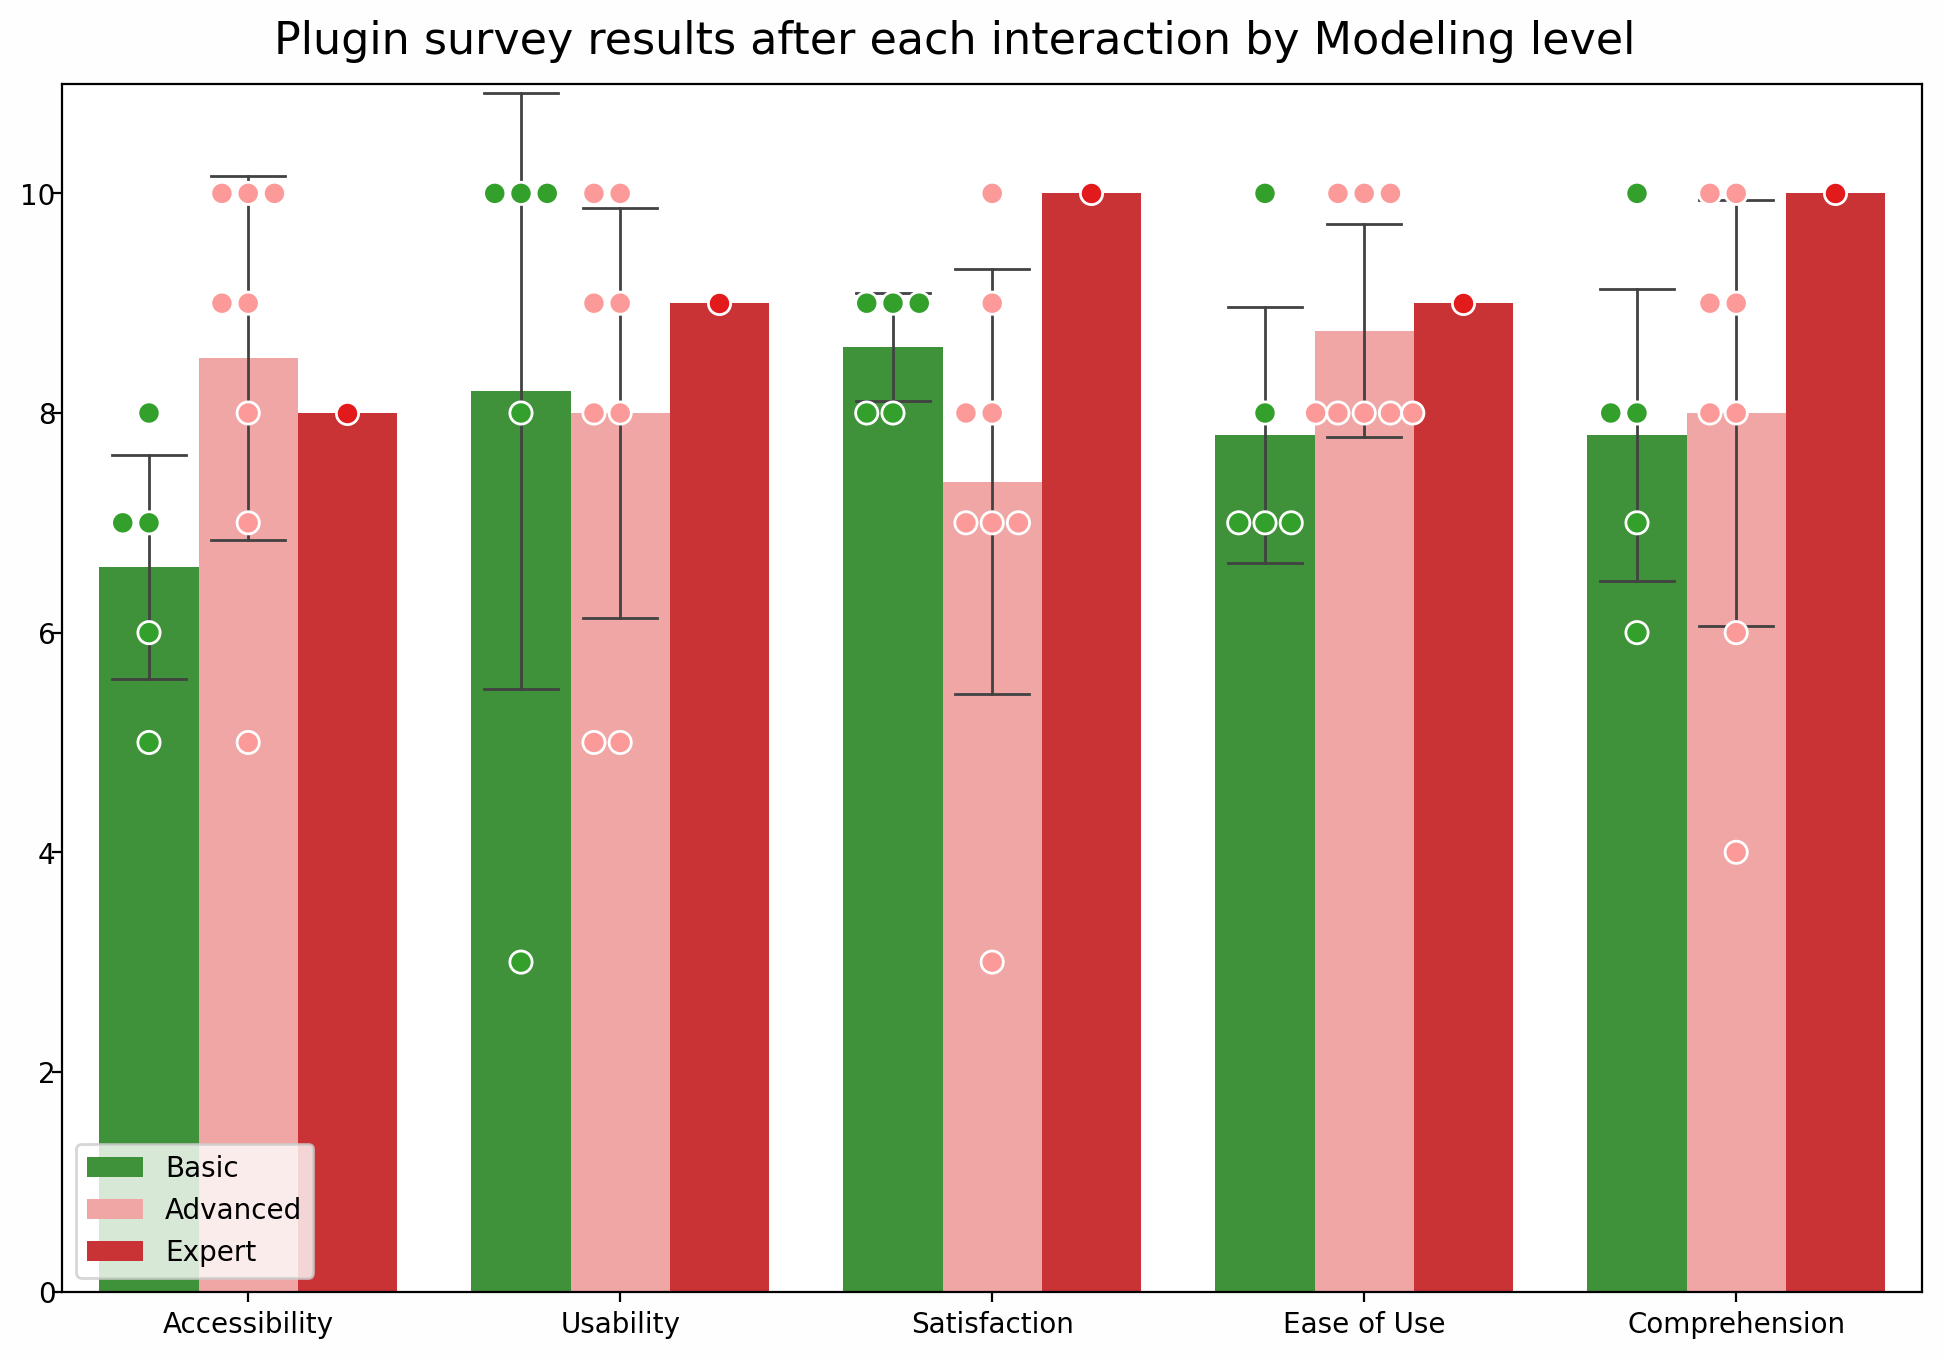 Plugin survey results after each interaction by Modeling level
10
8
6
4
2
0
Basic
Advanced
Expert
Accessibility
Usability
Satisfaction
Ease of Use
Comprehension